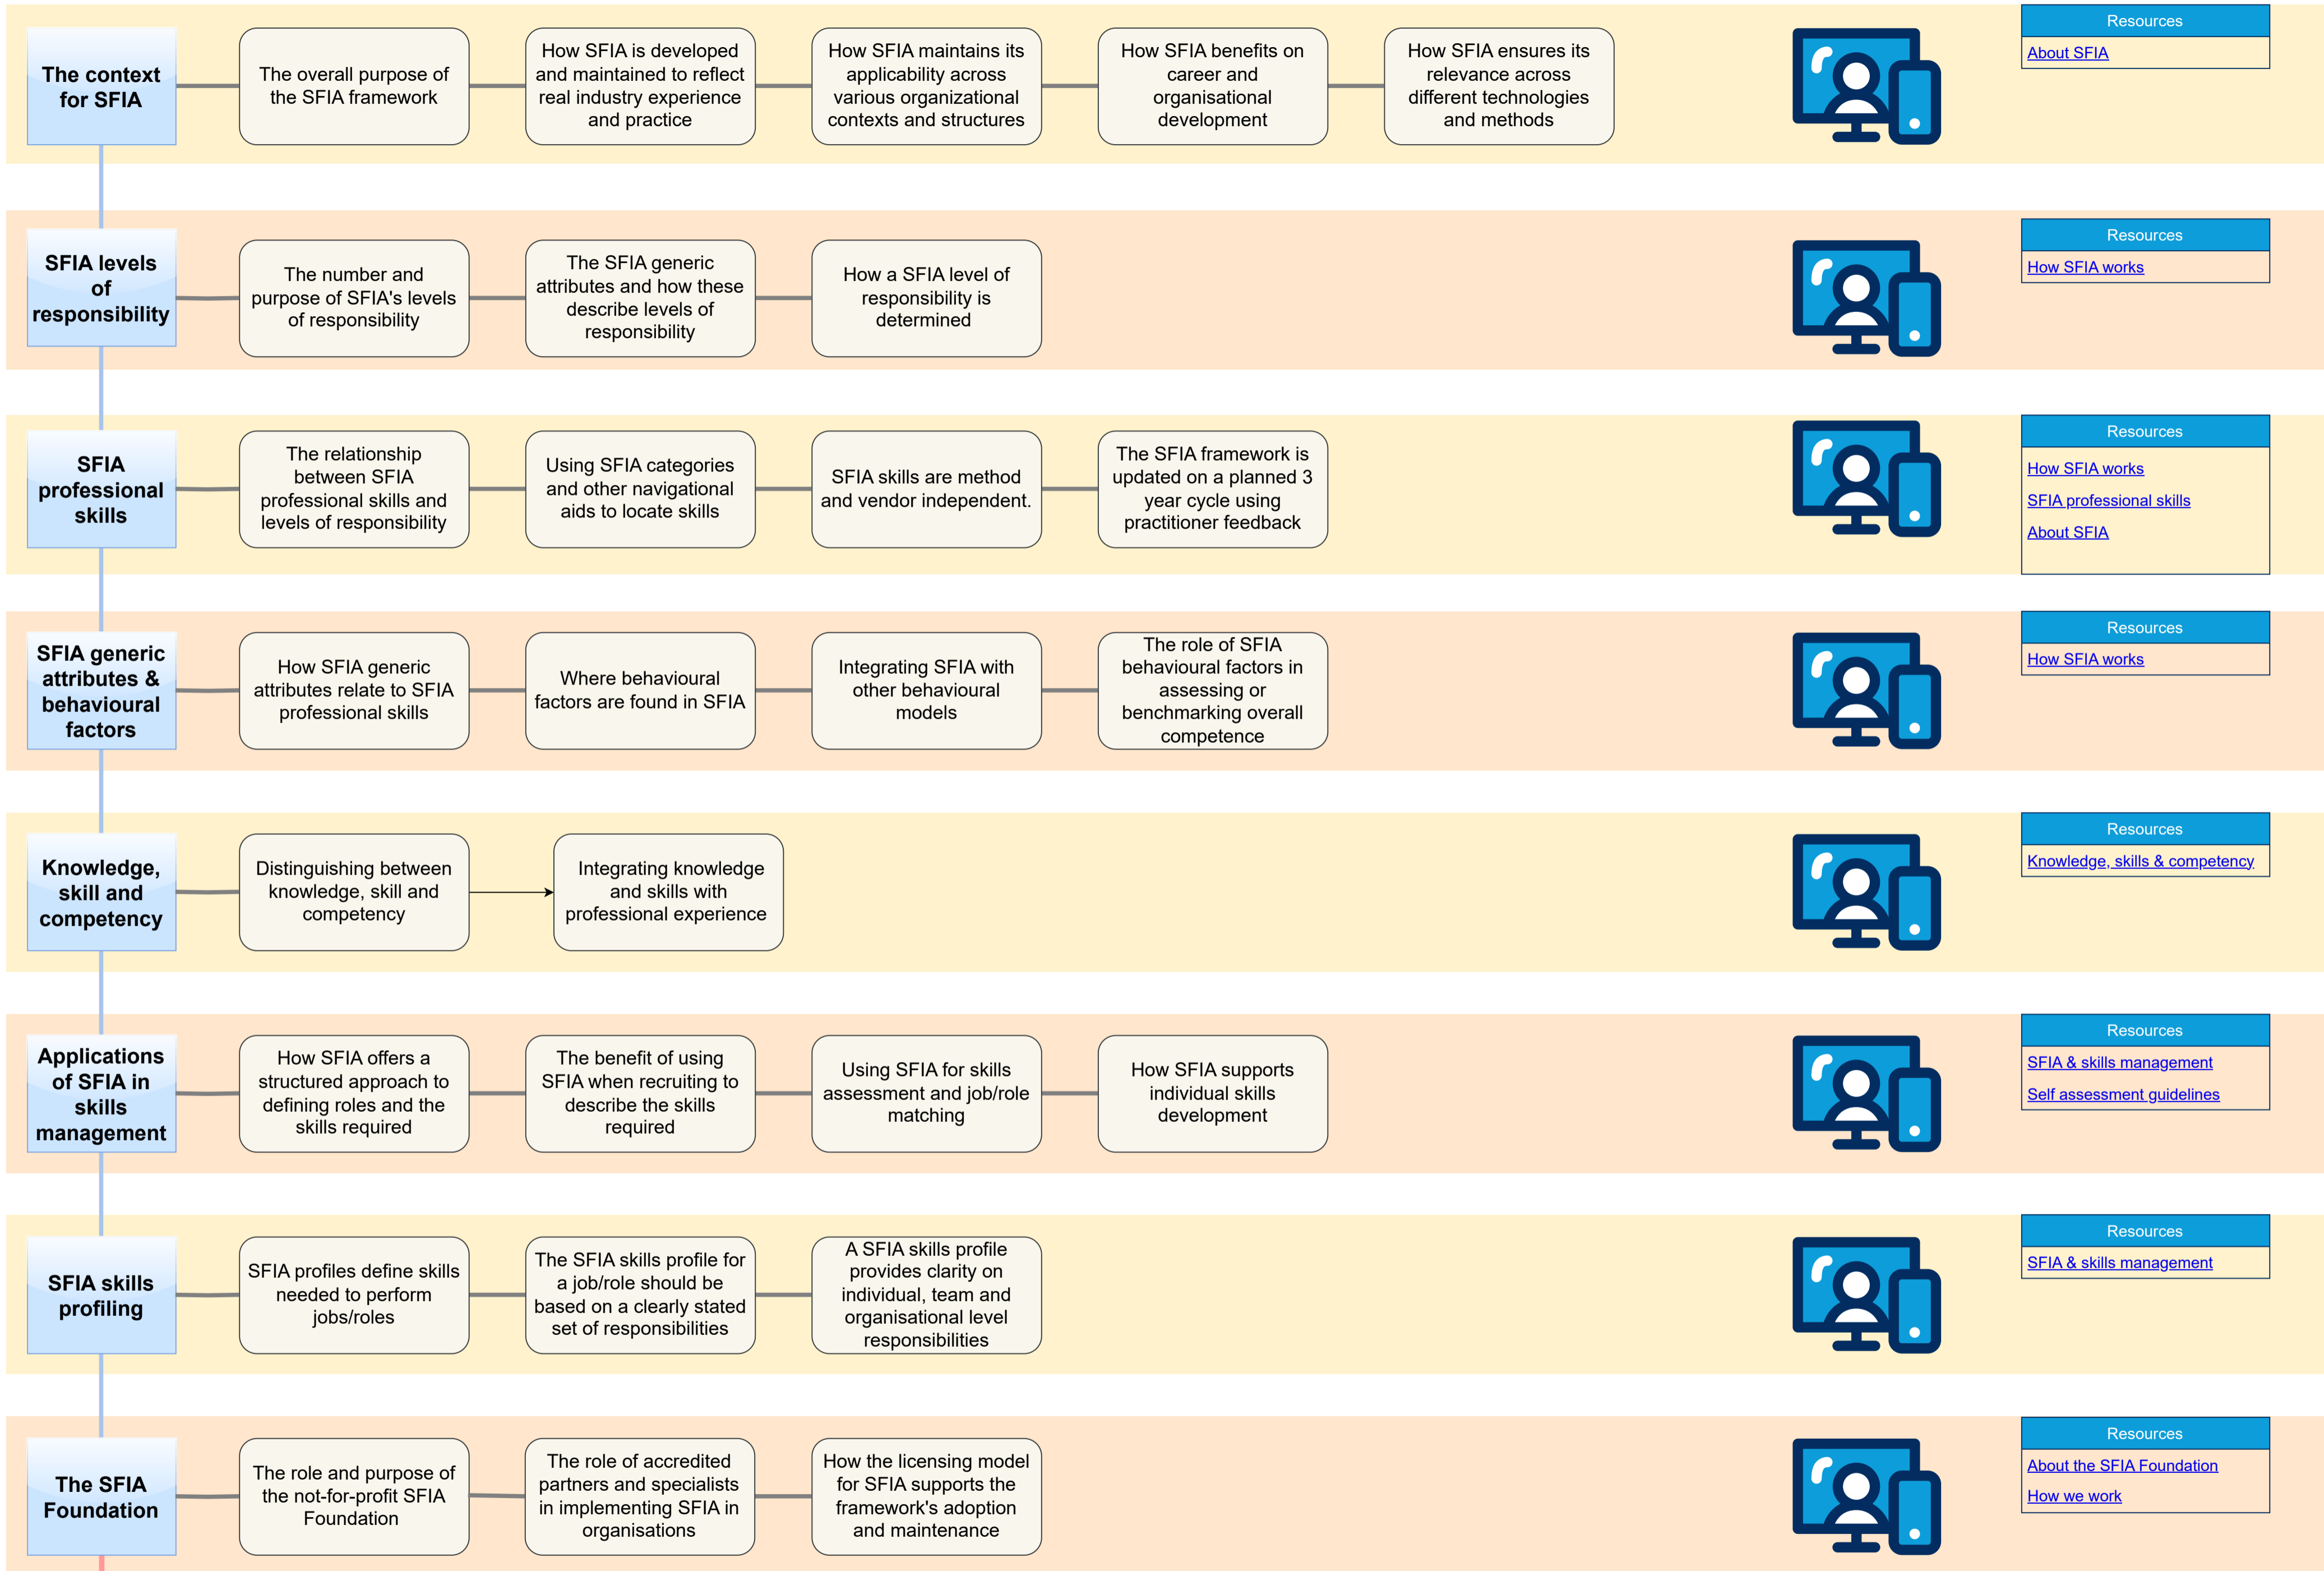 The context
for SFIA
The overall purpose of
the SFIA framework
How SFIA is developed
and maintained to reflect
real industry experience
and practice
How SFIA maintains its
applicability across
various organizational
contexts and structures
How SFIA benefits on
career and
organisational
development
How SFIA ensures its
relevance across
different technologies
and methods
Resources
About SFIA
SFIA levels
of
responsibility
The number and
purpose of SFIA's levels
of responsibility
The SFIA generic
attributes and how these
describe levels of
responsibility
How a SFIA level of
responsibility is
determined
Resources
How SFIA works
SFIA
professional
skills
The relationship
between SFIA
professional skills and
levels of responsibility
Using SFIA categories
and other navigational
aids to locate skills
SFIA skills are method
and vendor independent.
The SFIA framework is
updated on a planned 3
year cycle using
practitioner feedback
Resources
How SFIA works
SFIA professional skills
About SFIA
SFIA generic
attributes &
behavioural
factors
How SFIA generic
attributes relate to SFIA
professional skills
Where behavioural
factors are found in SFIA
Integrating SFIA with
other behavioural
models
The role of SFIA
behavioural factors in
assessing or
benchmarking overall
competence
Resources
How SFIA works
Knowledge,
skill and
competency
Distinguishing between
knowledge, skill and
competency
Integrating knowledge
and skills with
professional experience
Resources
Knowledge, skills & competency
Applications
of SFIA in
skills
management
How SFIA offers a
structured approach to
defining roles and the
skills required
The benefit of using
SFIA when recruiting to
describe the skills
required
Using SFIA for skills
assessment and job/role
matching
How SFIA supports
individual skills
development
Resources
SFIA & skills management
Self assessment guidelines
SFIA skills
profiling
SFIA profiles define skills
needed to perform
jobs/roles
The SFIA skills profile for
a job/role should be
based on a clearly stated
set of responsibilities
A SFIA skills profile
provides clarity on
individual, team and
organisational level
responsibilities
Resources
SFIA & skills management
The SFIA
Foundation
The role and purpose of
the not-for-profit SFIA
Foundation
The role of accredited
partners and specialists
in implementing SFIA in
organisations
How the licensing model
for SFIA supports the
framework's adoption
and maintenance
Resources
About the SFIA Foundation
How we work